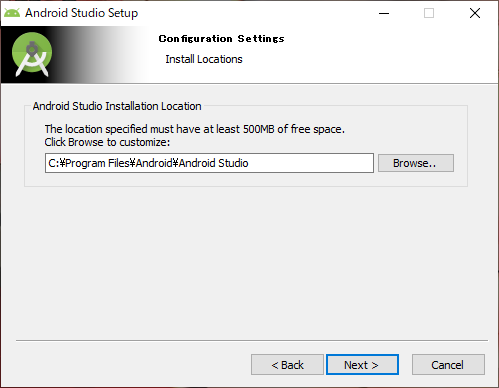 Android Studio Setup
Configuration Settings
Install Locations
Android Studio Installation Location
The location specified must have at least 500MB of free space.
Click Browse to customize:
C:¥Program Files¥Android¥Android Studio
Browse..
< Back
Next >
Cancel